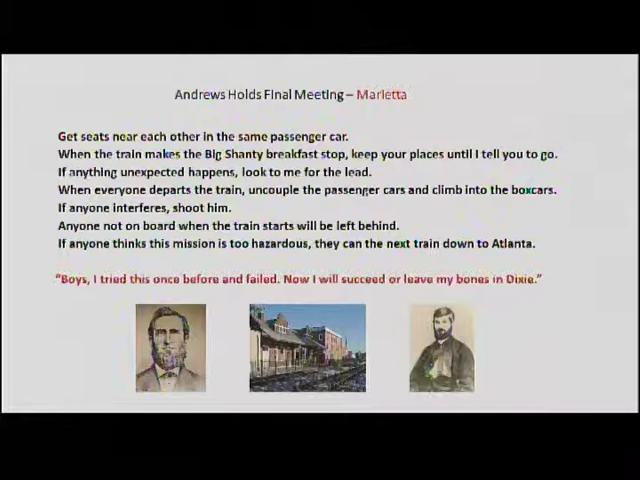 Andrews Holds Final Meeting – Marietta
Get seats near each other in the same passenger car.
When the train makes the Big Shanty breakfast stop, keep your places until I tell you to go.
If anything unexpected happens, look to me for the lead.
When everyone departs the train, uncouple the passenger cars and climb into the boxcars.
If anyone interferes, shoot him.
Anyone not on board when the train starts will be left behind.
If anyone thinks this mission is too hazardous, they can the next train down to Atlanta.
“Boys, I tried this once before and failed. Now I will succeed or leave my bones in Dixie.”